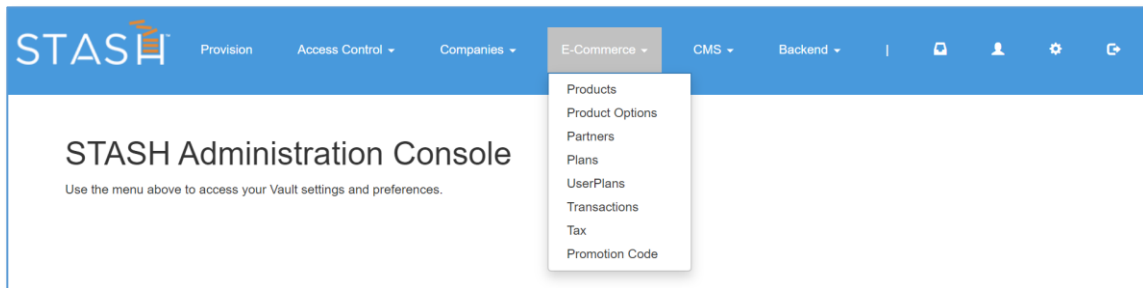 STASH™
Provision Access Control Companies E-Commerce CMS Backend |
Products
Product Options
Partners
Plans
UserPlans
Transactions
Tax
Promotion Code
STASH Administration Console
Use the menu above to access your Vault settings and preferences.